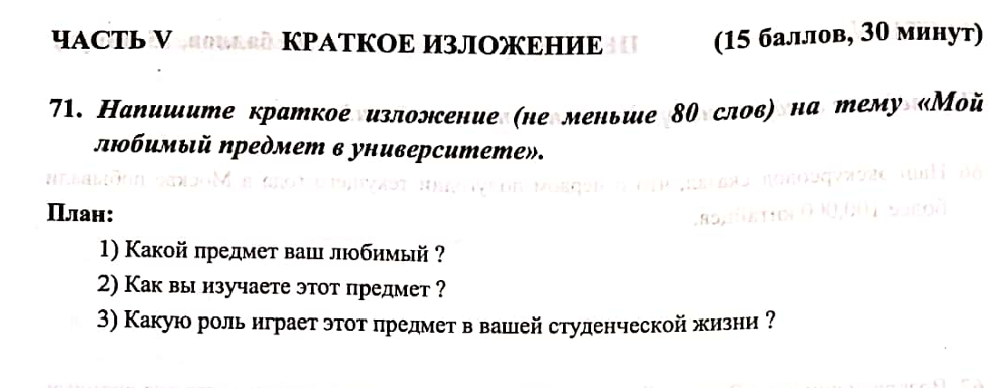 ЧАСТЬ V КРАТКОЕ ИЗЛОЖЕНИЕ (15 баллов, 30 минут)
71. Напишите краткое изложение (не меньше 80 слов) на тему «Мой
любимый предмет в университете».
План:
1) Какой предмет ваш любимый ?
2) Как вы изучаете этот предмет ?
3) Какую роль играет этот предмет в вашей студенческой жизни ?